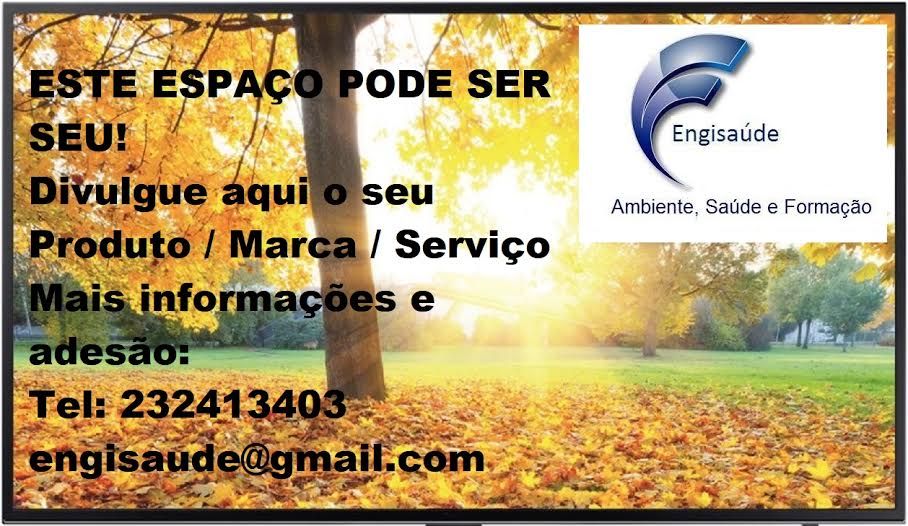 ESTE ESPAÇO PODE SER
SEU!
Divulgue aqui o seu
Produto / Marca / Serviço
Mais informações e
adesão:
Tel: 232413403
engisaude@gmail.com
Engisaúde
Ambiente, Saúde e Formação